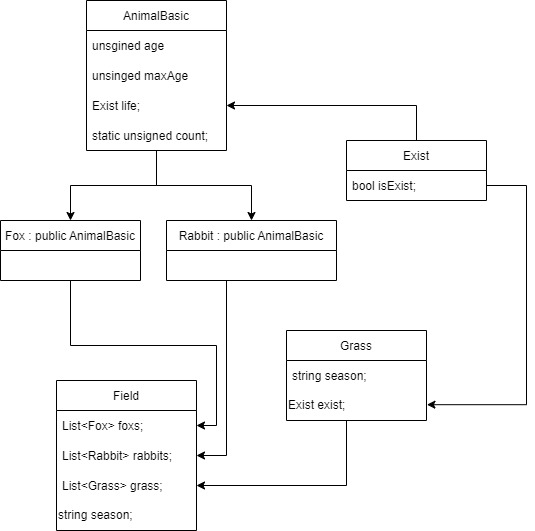 AnimalBasic
unsgined age
unsinged maxAge
Exist life;
static unsigned count;
Exist
bool isExist;
Fox : public AnimalBasic
Rabbit : public AnimalBasic
Grass
string season;
Exist exist;
Field
List<Fox> foxs;
List<Rabbit> rabbits;
List<Grass> grass;
string season;